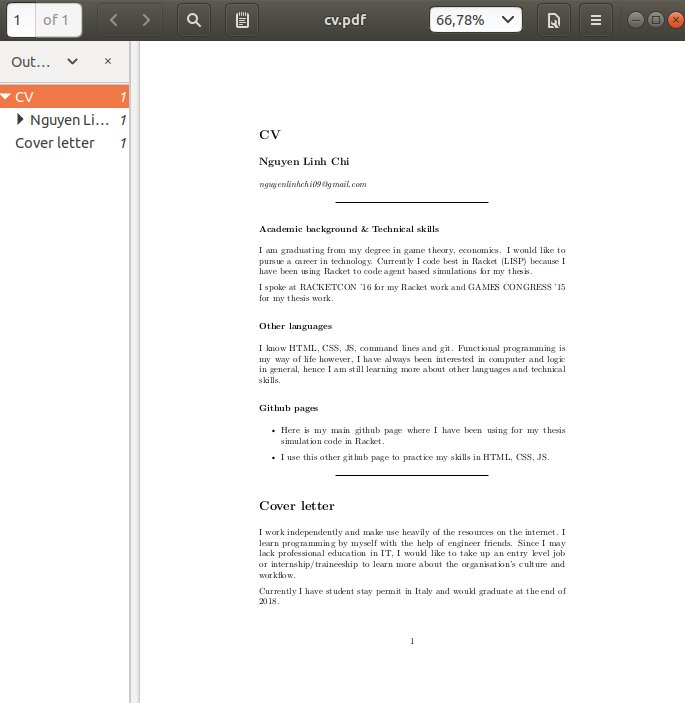 1 of 1
cv.pdf
66,78%
Out...
CV 1
Nguyen Li... 1
Cover letter 1
CV
Nguyen Linh Chi
nguyenlinhchi09@gmail.com
Academic background & Technical skills
I am graduating from my degree in game theory, economics. I would like to
pursue a career in technology. Currently I code best in Racket (LISP) because I
have been using Racket to code agent based simulations for my thesis.
I spoke at RACKETCON '16 for my Racket work and GAMES CONGRESS '15
for my thesis work.
Other languages
I know HTML, CSS, JS, command lines and git. Functional programming is
my way of life however, I have always been interested in computer and logic
in general, hence I am still learning more about other languages and technical
skills.
Github pages
• Here is my main github page where I have been using for my thesis
simulation code in Racket.
• I use this other github page to practice my skills in HTML, CSS, JS.
Cover letter
I work independently and make use heavily of the resources on the internet. I
learn programming by myself with the help of engineer friends. Since I may
lack professional education in IT, I would like to take up an entry level job
or internship/traineeship to learn more about the organisation's culture and
workflow.
Currently I have student stay permit in Italy and would graduate at the end of
2018.
1